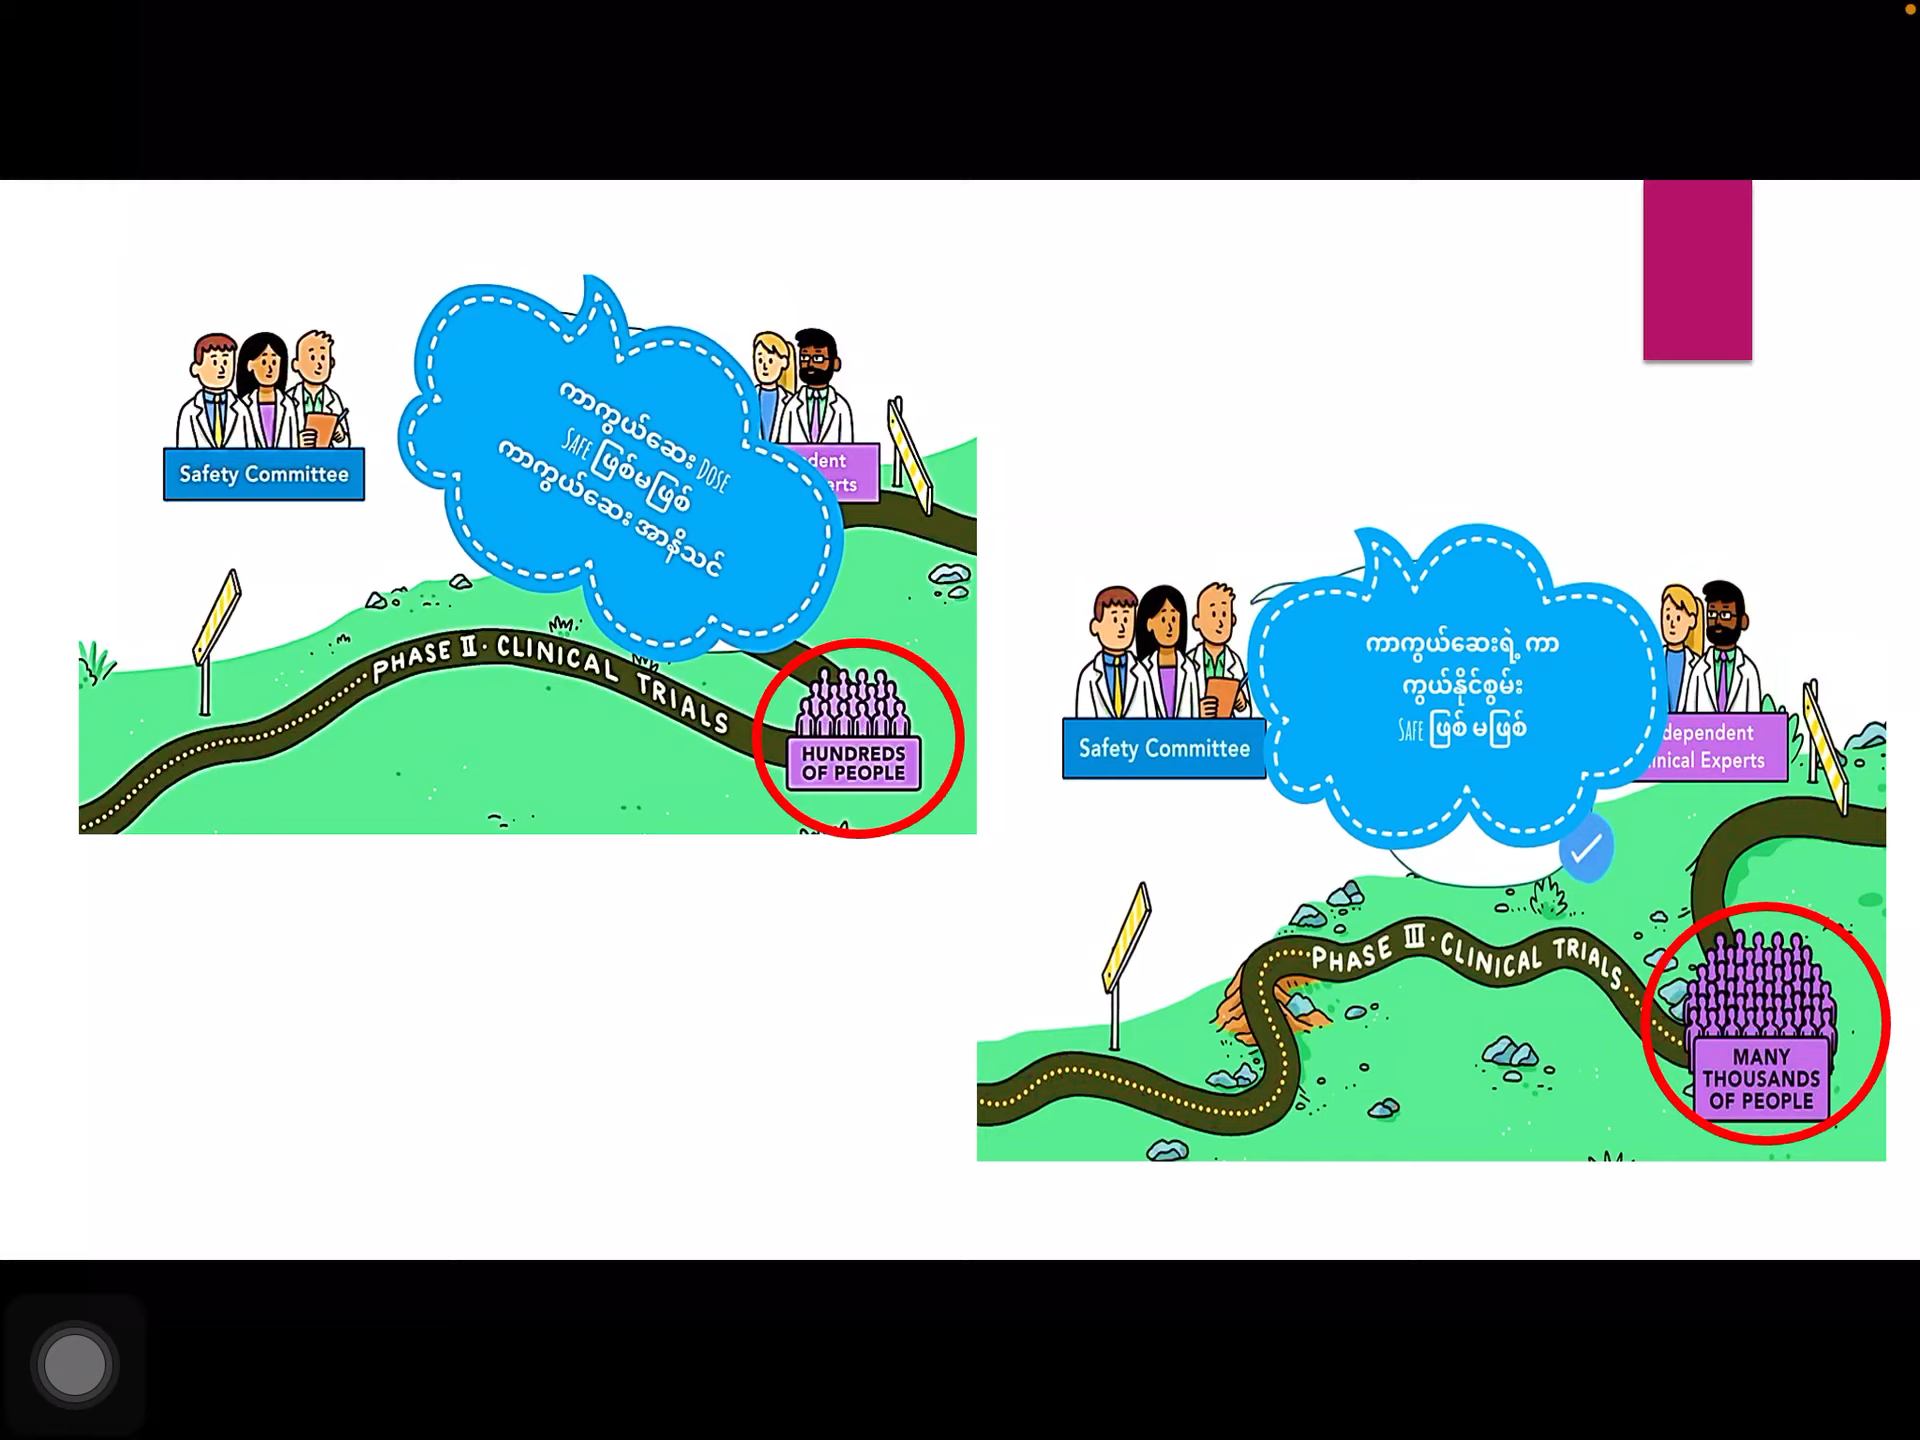 Safety Committee
ကာကွယ်ဆေး DOSE
SAFE ဖြစ်မဖြစ်
ကာကွယ်ဆေး အာနိသင်
PHASE II · CLINICAL TRIALS
HUNDREDS
OF PEOPLE
Safety Committee
ကာကွယ်ဆေးရဲ့ ကာ
ကွယ်နိုင်စွမ်း
SAFE ဖြစ် မဖြစ်
Clinical Experts
PHASE III · CLINICAL TRIALS
MANY
THOUSANDS
OF PEOPLE